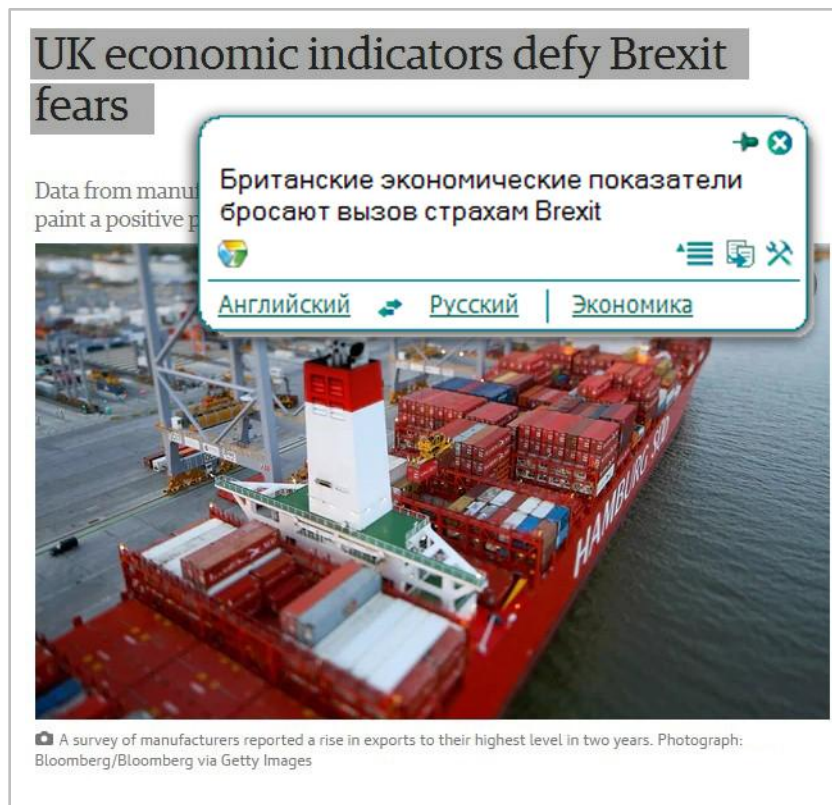 UK economic indicators defy Brexit
fears
Data from manuf
paint a positive p
Британские экономические показатели
бросают вызов страхам Brexit
Английский Русский Экономика
HAMBURG SÜD
A survey of manufacturers reported a rise in exports to their highest level in two years. Photograph:
Bloomberg/Bloomberg via Getty Images